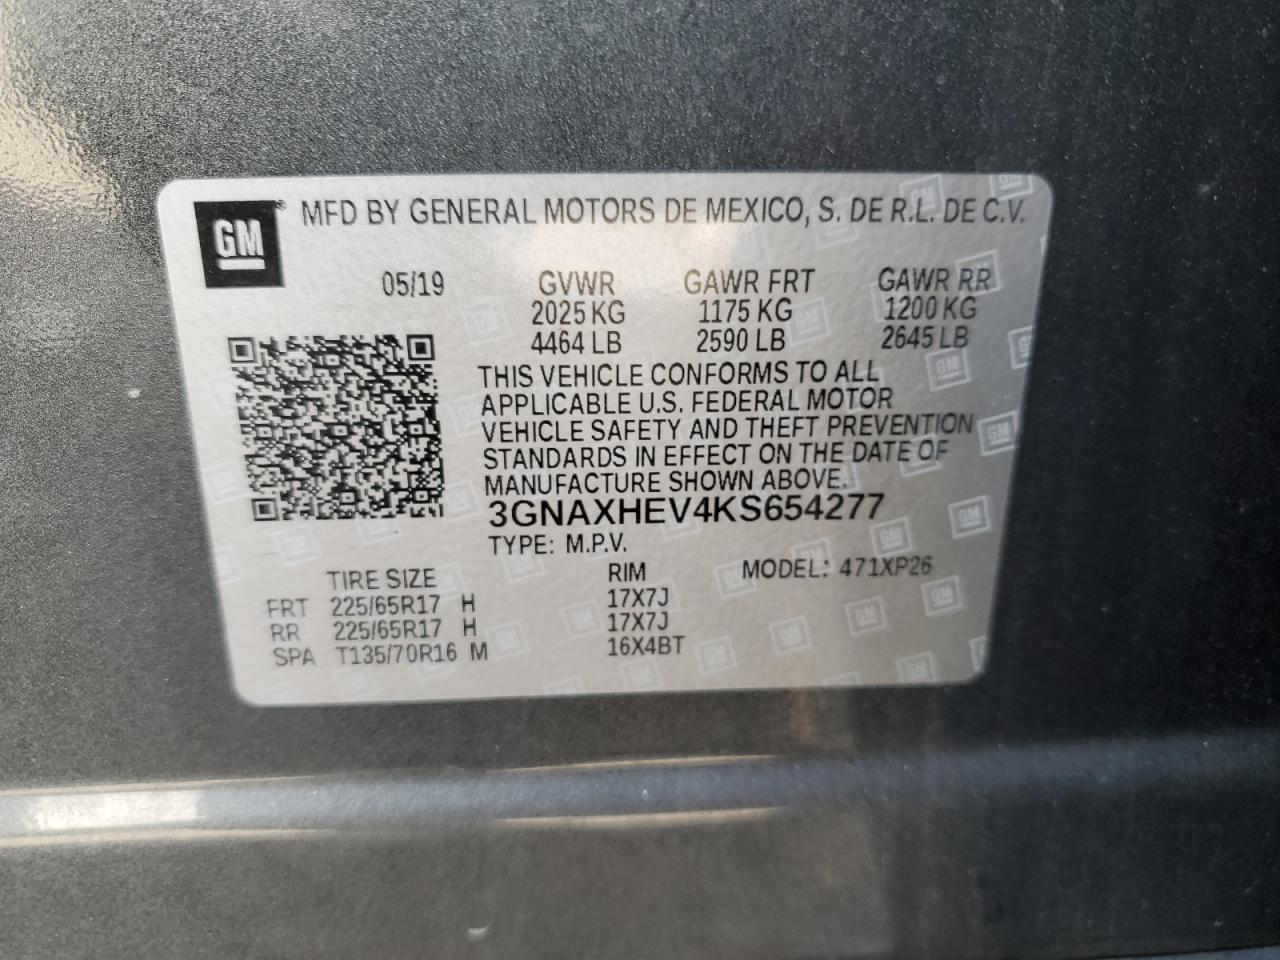 GM® MFD BY GENERAL MOTORS DE MEXICO, S. DE R.L. DE C.V.
05/19 GVWR GAWR FRT GAWR RR
2025 KG 1175 KG 1200 KG
4464 LB 2590 LB 2645 LB
THIS VEHICLE CONFORMS TO ALL
APPLICABLE U.S. FEDERAL MOTOR
VEHICLE SAFETY AND THEFT PREVENTION
STANDARDS IN EFFECT ON THE DATE OF
MANUFACTURE SHOWN ABOVE.
3GNAXHEV4KS654277
TYPE: M.P.V.
TIRE SIZE RIM MODEL: 471XP26
FRT 225/65R17 H 17X7J
RR 225/65R17 H 17X7J
SPA T135/70R16 M 16X4BT